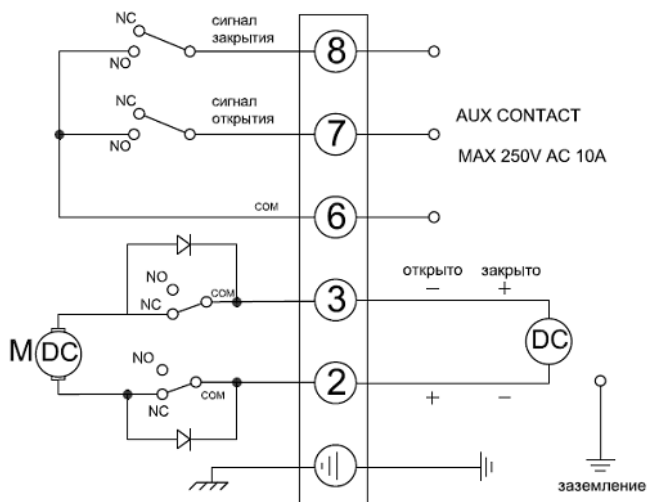 NC
сигнал
закрытия
8
NO
NC
сигнал
открытия
7
AUX CONTACT
NO
MAX 250V AC 10A
COM
6
NO
COM
открыто
закрыто
NC
3
−
+
M
DC
DC
NO
2
NC
COM
+
−
заземление